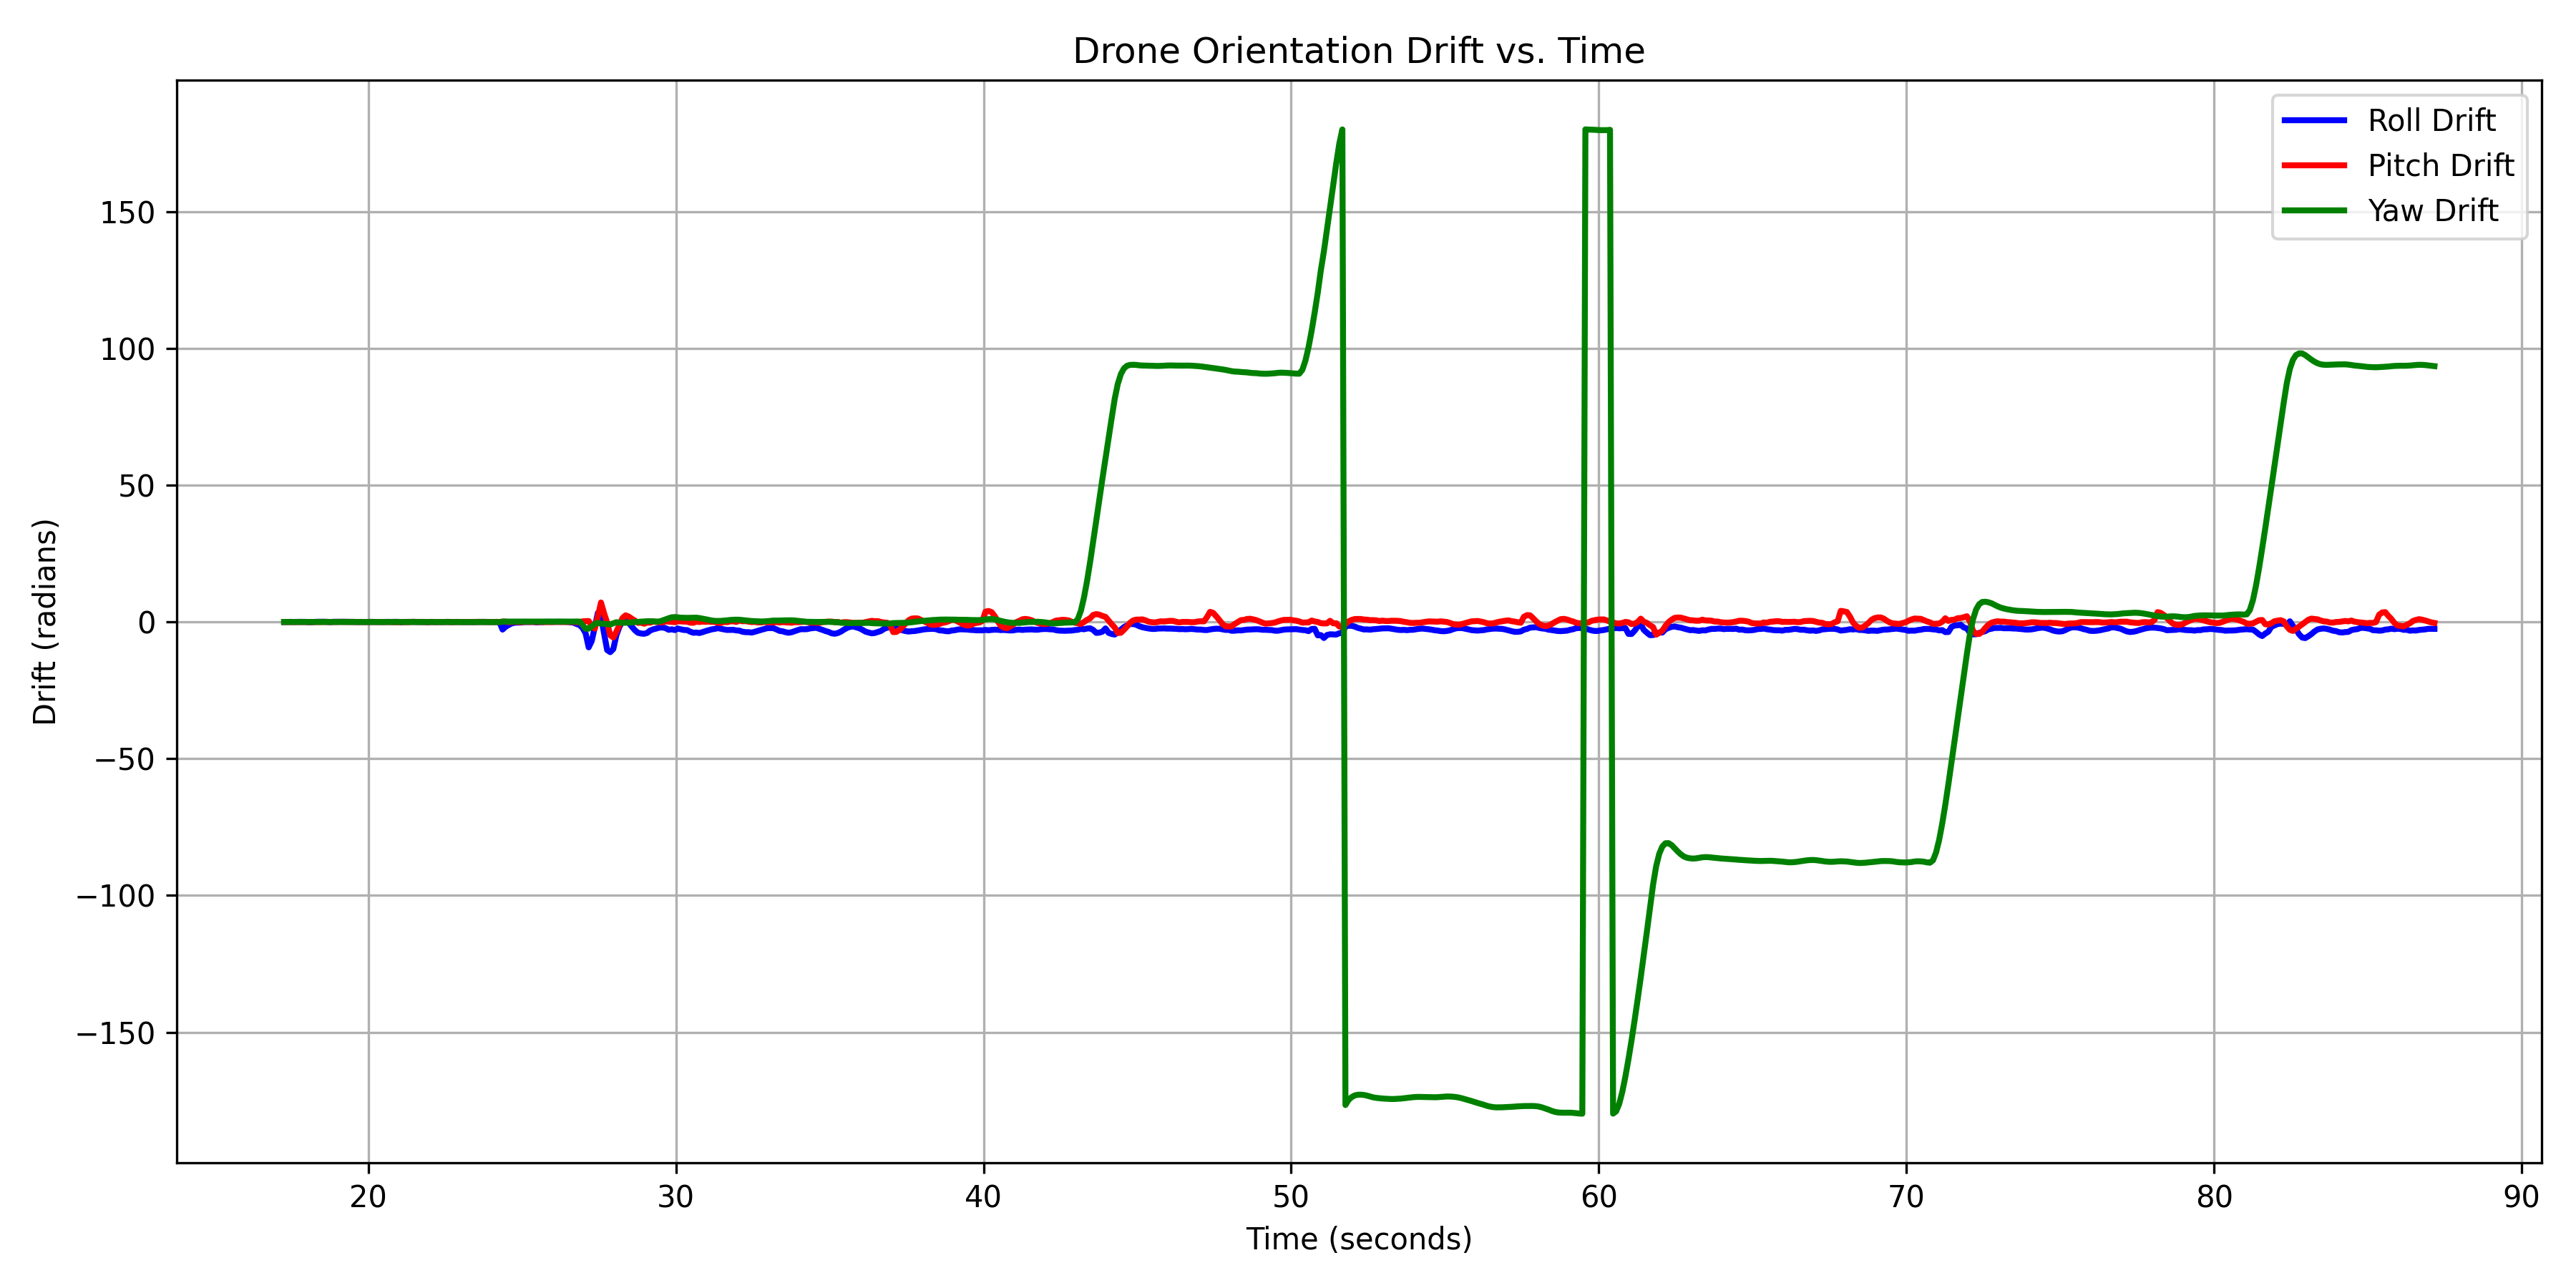 Drone Orientation Drift vs. Time
Roll Drift
Pitch Drift
Yaw Drift
Drift (radians)
150
100
50
0
−50
−100
−150
20 30 40 50 60 70 80 90
Time (seconds)